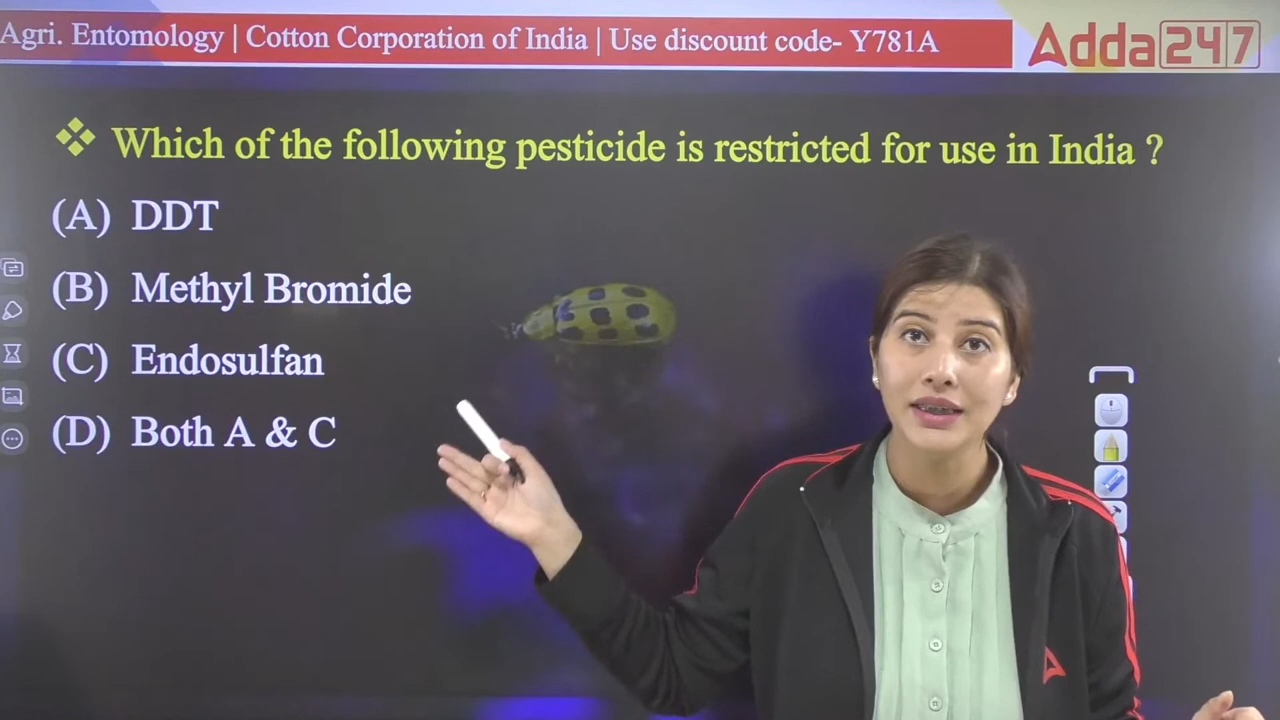 Agri. Entomology | Cotton Corporation of India | Use discount code- Y781A
Adda247
Which of the following pesticide is restricted for use in India ?
(A) DDT
(B) Methyl Bromide
(C) Endosulfan
(D) Both A & C